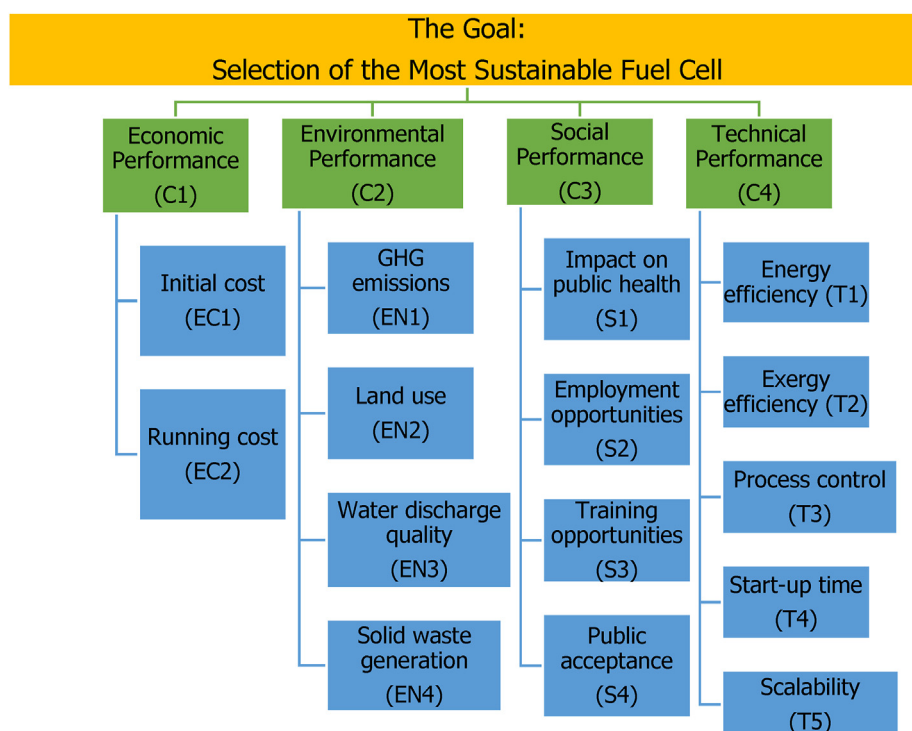 The Goal:
Selection of the Most Sustainable Fuel Cell
Economic
Performance
(C1)
Environmental
Performance
(C2)
Social
Performance
(C3)
Technical
Performance
(C4)
Initial cost
(EC1)
Running cost
(EC2)
GHG
emissions
(EN1)
Land use
(EN2)
Water discharge
quality
(EN3)
Solid waste
generation
(EN4)
Impact on
public health
(S1)
Employment
opportunities
(S2)
Training
opportunities
(S3)
Public
acceptance
(S4)
Energy
efficiency (T1)
Exergy
efficiency (T2)
Process control
(T3)
Start-up time
(T4)
Scalability
(T5)